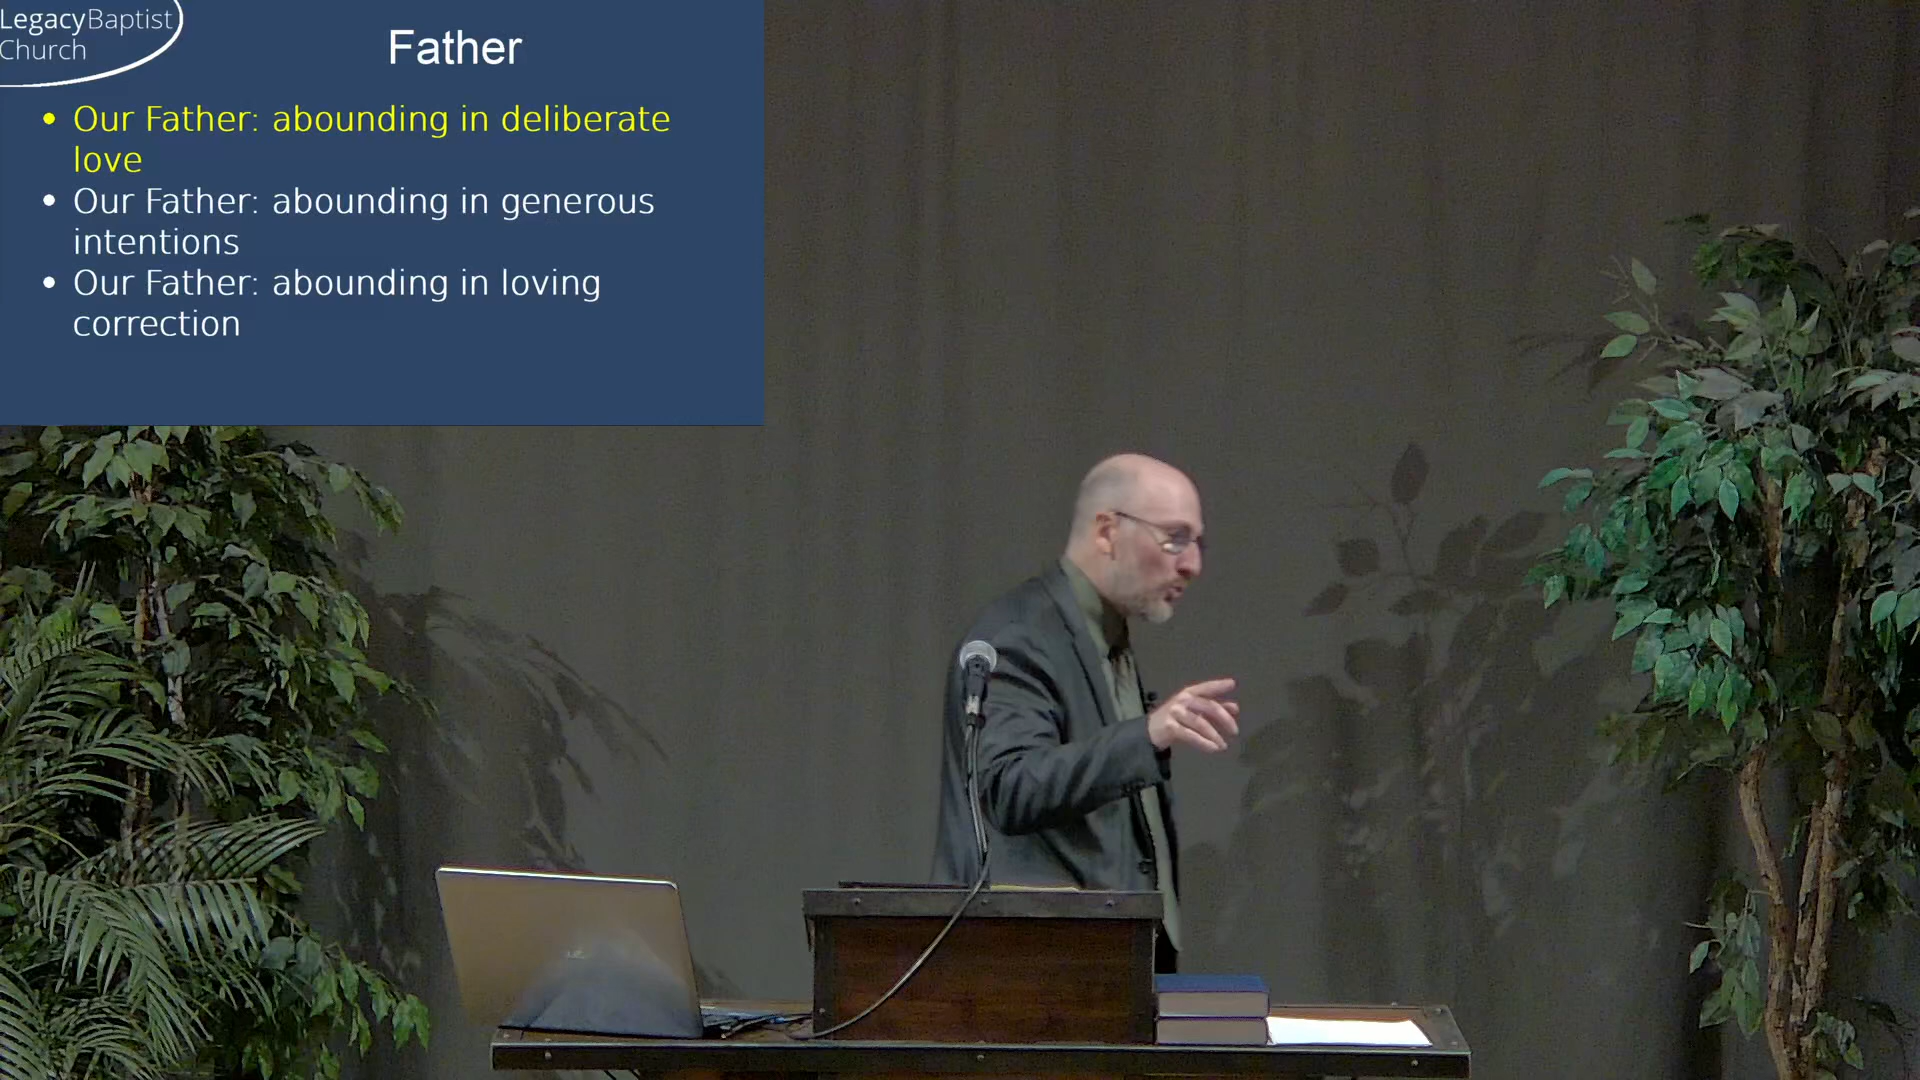 LegacyBaptist
Church
Father
• Our Father: abounding in deliberate
love
• Our Father: abounding in generous
intentions
• Our Father: abounding in loving
correction